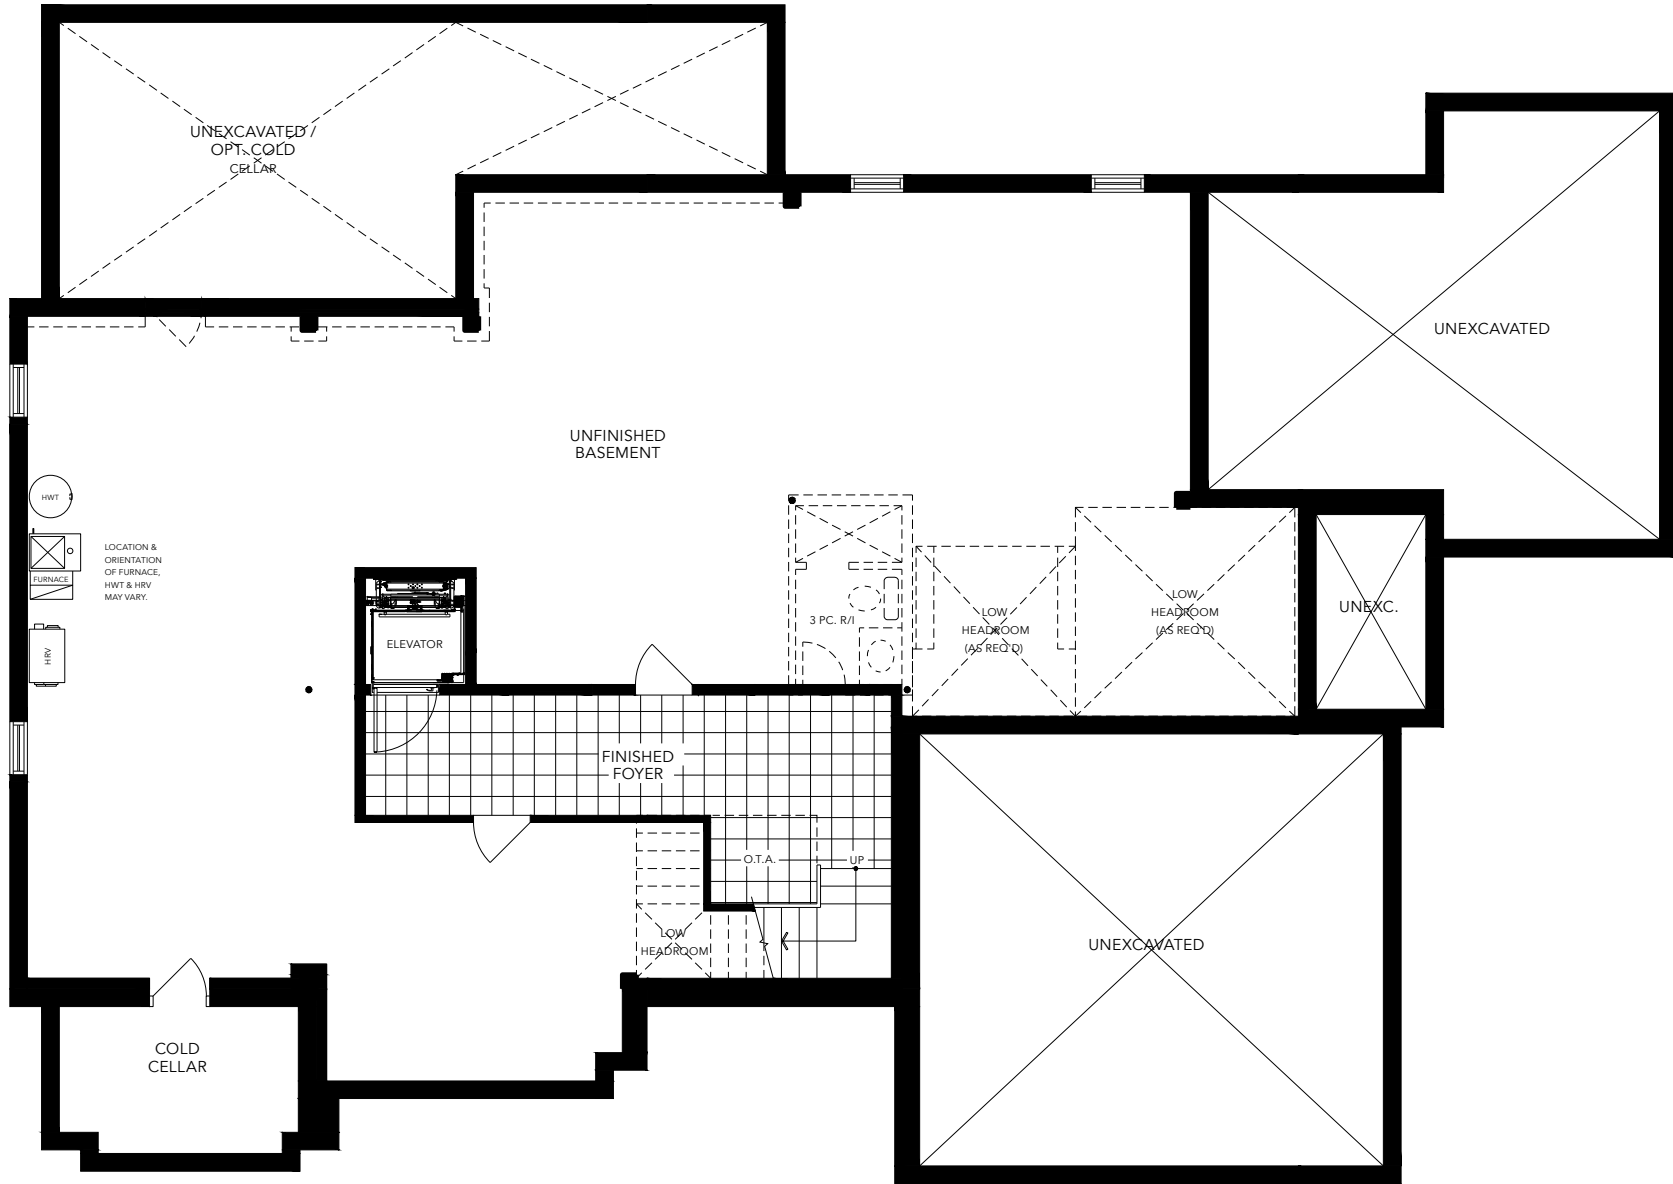 UNEXCAVATED /
OPT. COLD
CELLAR
UNEXCAVATED
UNFINISHED
BASEMENT
HWT
FURNACE
HRV
LOCATION &
ORIENTATION
OF FURNACE,
HWT & HRV
MAY VARY.
ELEVATOR
3 PC. R/I
LOW
HEADROOM
(AS REQ'D)
LOW
HEADROOM
(AS REQ'D)
UNEXC.
FINISHED
FOYER
O.T.A.
UP
LOW
HEADROOM
UNEXCAVATED
COLD
CELLAR